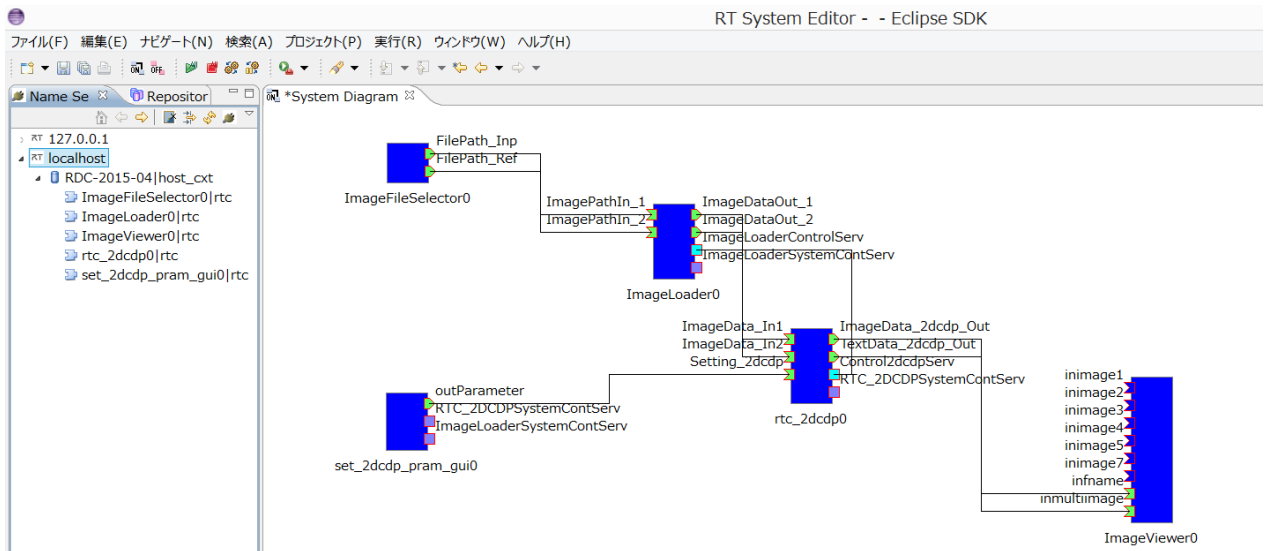 RT System Editor - - Eclipse SDK
ファイル(F) 編集(E) ナビゲート(N) 検索(A) プロジェクト(P) 実行(R) ウィンドウ(W) ヘルプ(H)
ON OFF
Name Se Repositor
*System Diagram
RT 127.0.0.1
RT localhost
RDC-2015-04|host_cxt
ImageFileSelector0|rtc
ImageLoader0|rtc
ImageViewer0|rtc
rtc_2dcdp0|rtc
set_2dcdp_pram_gui0|rtc
FilePath_Inp
FilePath_Ref
ImageFileSelector0
ImagePathIn_1
ImagePathIn_2
ImageDataOut_1
ImageDataOut_2
ImageLoaderControlServ
ImageLoaderSystemContServ
ImageLoader0
ImageData_In1
ImageData_In2
Setting_2dcdp
ImageData_2dcdp_Out
TextData_2dcdp_Out
Control2dcdpServ
RTC_2DCDPSystemContServ
rtc_2dcdp0
outParameter
RTC_2DCDPSystemContServ
ImageLoaderSystemContServ
set_2dcdp_pram_gui0
inimage1
inimage2
inimage3
inimage4
inimage5
inimage7
infname
inmultiimage
ImageViewer0